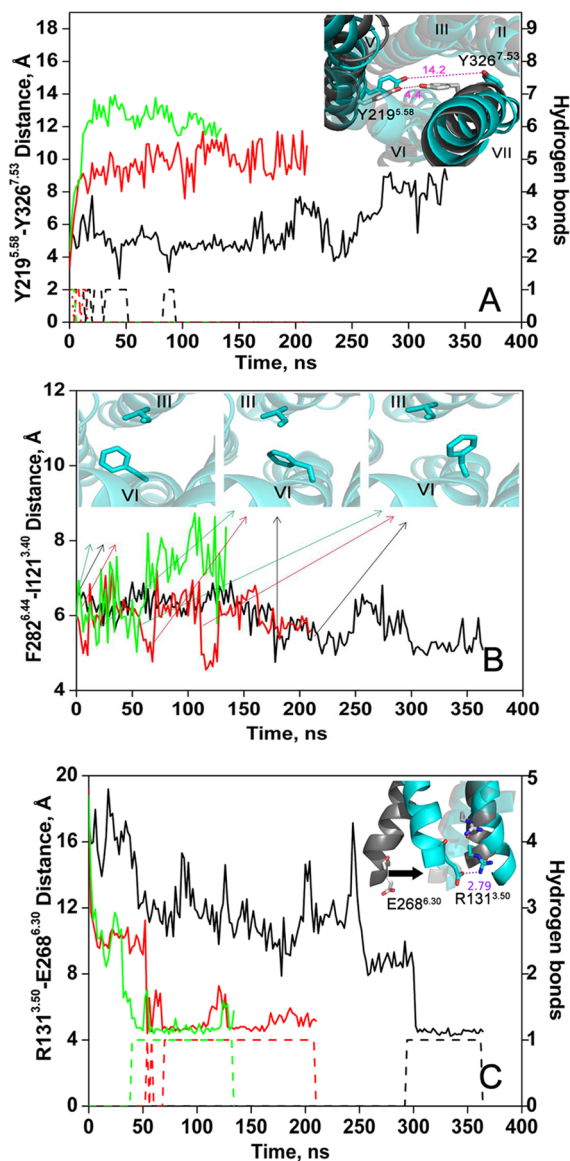 18
16
14
12
10
8
6
4
2
0
Y219^5.58-Y326^7.53 Distance, Å
9
8
7
6
5
4
3
2
1
0
Hydrogen bonds
V
III
II
Y326^7.53
14.2
4.4
Y219^5.58
VI
VII
A
0 50 100 150 200 250 300 350 400
Time, ns
12
10
8
6
4
F282^6.44-I121^3.40 Distance, Å
III
VI
III
VI
III
VI
B
0 50 100 150 200 250 300 350 400
Time, ns
20
16
12
8
4
0
R131^3.50-E268^6.30 Distance, Å
5
4
3
2
1
0
Hydrogen bonds
2.79
E268^6.30
R131^3.50
C
0 50 100 150 200 250 300 350 400
Time, ns